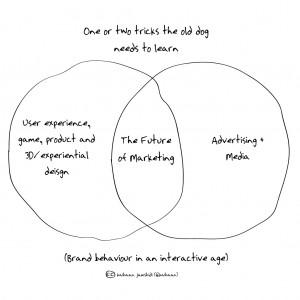 One or two tricks the old dog
needs to learn
User experience,
game, product and
3D/experiential
deisgn
The Future
of Marketing
Advertising +
Media
(Brand behaviour in an interactive age)